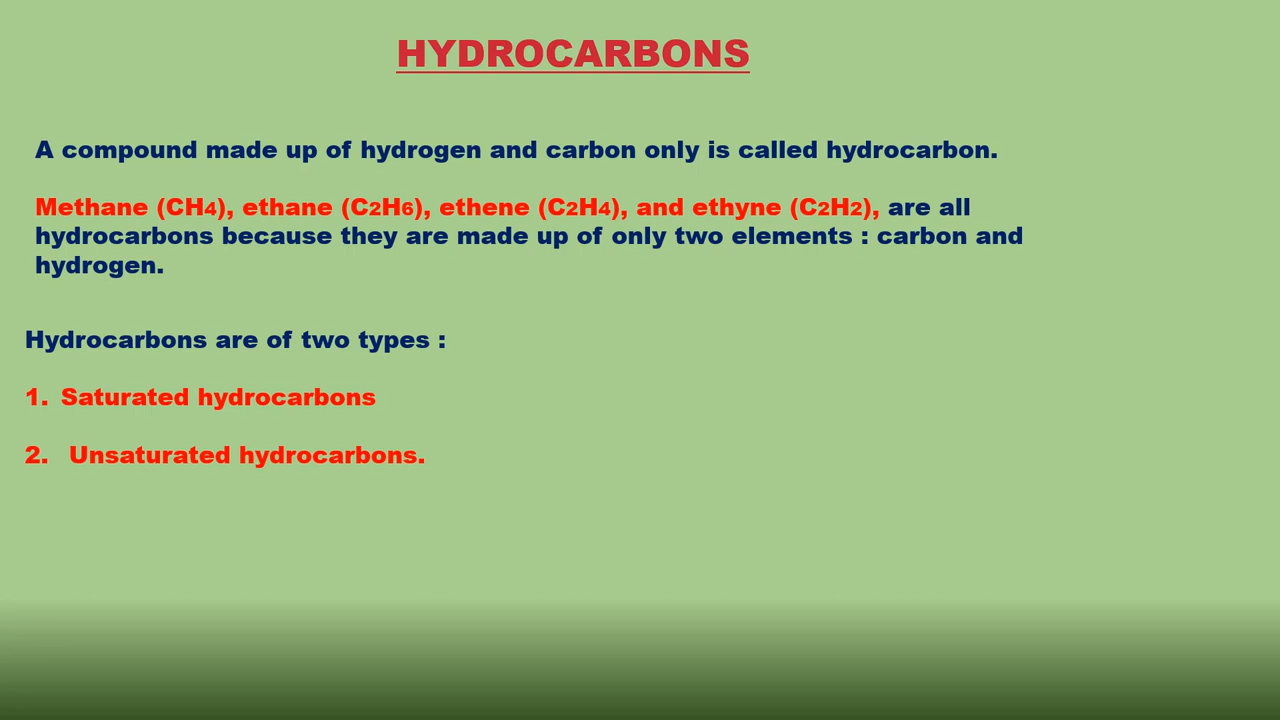 HYDROCARBONS
A compound made up of hydrogen and carbon only is called hydrocarbon.
Methane (CH4), ethane (C2H6), ethene (C2H4), and ethyne (C2H2), are all
hydrocarbons because they are made up of only two elements : carbon and
hydrogen.
Hydrocarbons are of two types :
1. Saturated hydrocarbons
2. Unsaturated hydrocarbons.